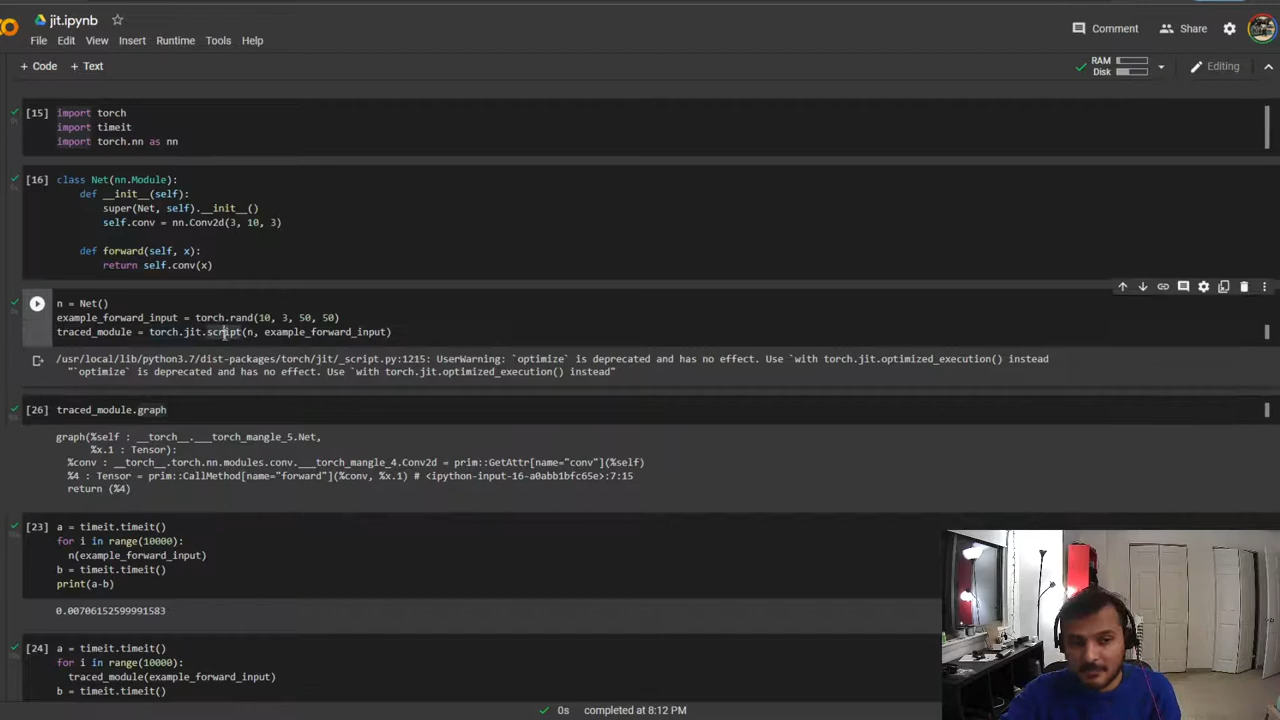 jit.ipynb
File Edit View Insert Runtime Tools Help
Comment Share
+ Code + Text
RAM
Disk
Editing
[15] import torch
import timeit
import torch.nn as nn
[16] class Net(nn.Module):
def __init__(self):
super(Net, self).__init__()
self.conv = nn.Conv2d(3, 10, 3)
def forward(self, x):
return self.conv(x)
n = Net()
example_forward_input = torch.rand(10, 3, 50, 50)
traced_module = torch.jit.script(n, example_forward_input)
/usr/local/lib/python3.7/dist-packages/torch/jit/_script.py:1215: UserWarning: `optimize` is deprecated and has no effect. Use `with torch.jit.optimized_execution() instead
"`optimize` is deprecated and has no effect. Use `with torch.jit.optimized_execution() instead"
[26] traced_module.graph
graph(%self : __torch__.___torch_mangle_5.Net,
%x.1 : Tensor):
%conv : __torch__.torch.nn.modules.conv.___torch_mangle_4.Conv2d = prim::GetAttr[name="conv"](%self)
%4 : Tensor = prim::CallMethod[name="forward"](%conv, %x.1) # <ipython-input-16-a0abb1bfc65e>:7:15
return (%4)
[23] a = timeit.timeit()
for i in range(10000):
n(example_forward_input)
b = timeit.timeit()
print(a-b)
0.00706152599991583
[24] a = timeit.timeit()
for i in range(10000):
traced_module(example_forward_input)
b = timeit.timeit()
0s completed at 8:12 PM